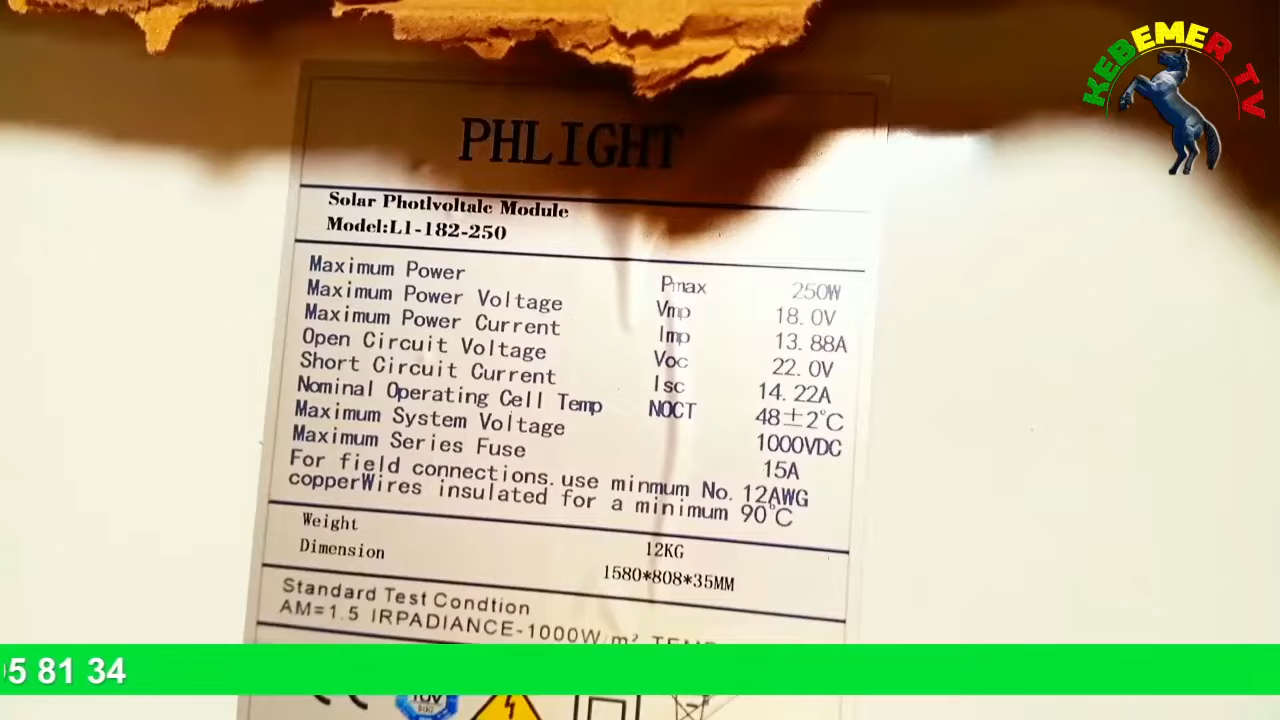 KEBEMER TV
PHLIGHT
Solar Photlvoltalc Module
Model:L1-182-250
Maximum Power Pmax 250W
Maximum Power Voltage Vmp 18.0V
Maximum Power Current Imp 13.88A
Open Circuit Voltage Voc 22.0V
Short Circuit Current Isc 14.22A
Nominal Operating Cell Temp NOCT 48±2℃
Maximum System Voltage 1000VDC
Maximum Series Fuse 15A
For field connections.use minmum No. 12AWG
copperWires insulated for a minimum 90℃
Weight 12KG
Dimension 1580*808*35MM
Standard Test Condtion
AM=1.5 IRPADIANCE-1000W/m²
5 81 34